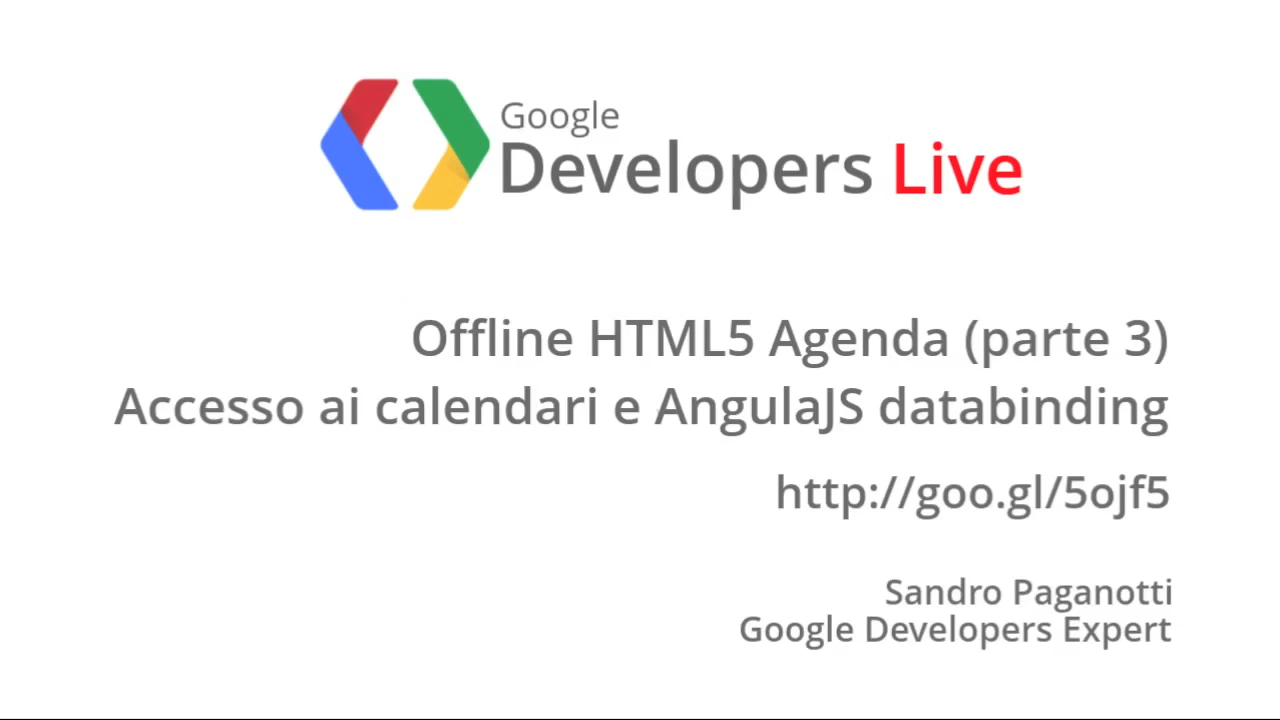 Google
Developers Live
Offline HTML5 Agenda (parte 3)
Accesso ai calendari e AngulaJS databinding
http://goo.gl/5ojf5
Sandro Paganotti
Google Developers Expert